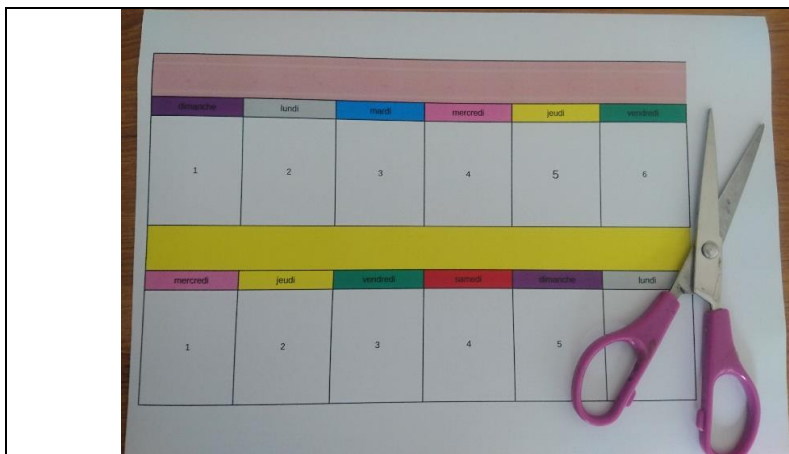 dimanche lundi mardi mercredi jeudi vendredi
1 2 3 4 5 6
mercredi jeudi vendredi samedi dimanche lundi
1 2 3 4 5